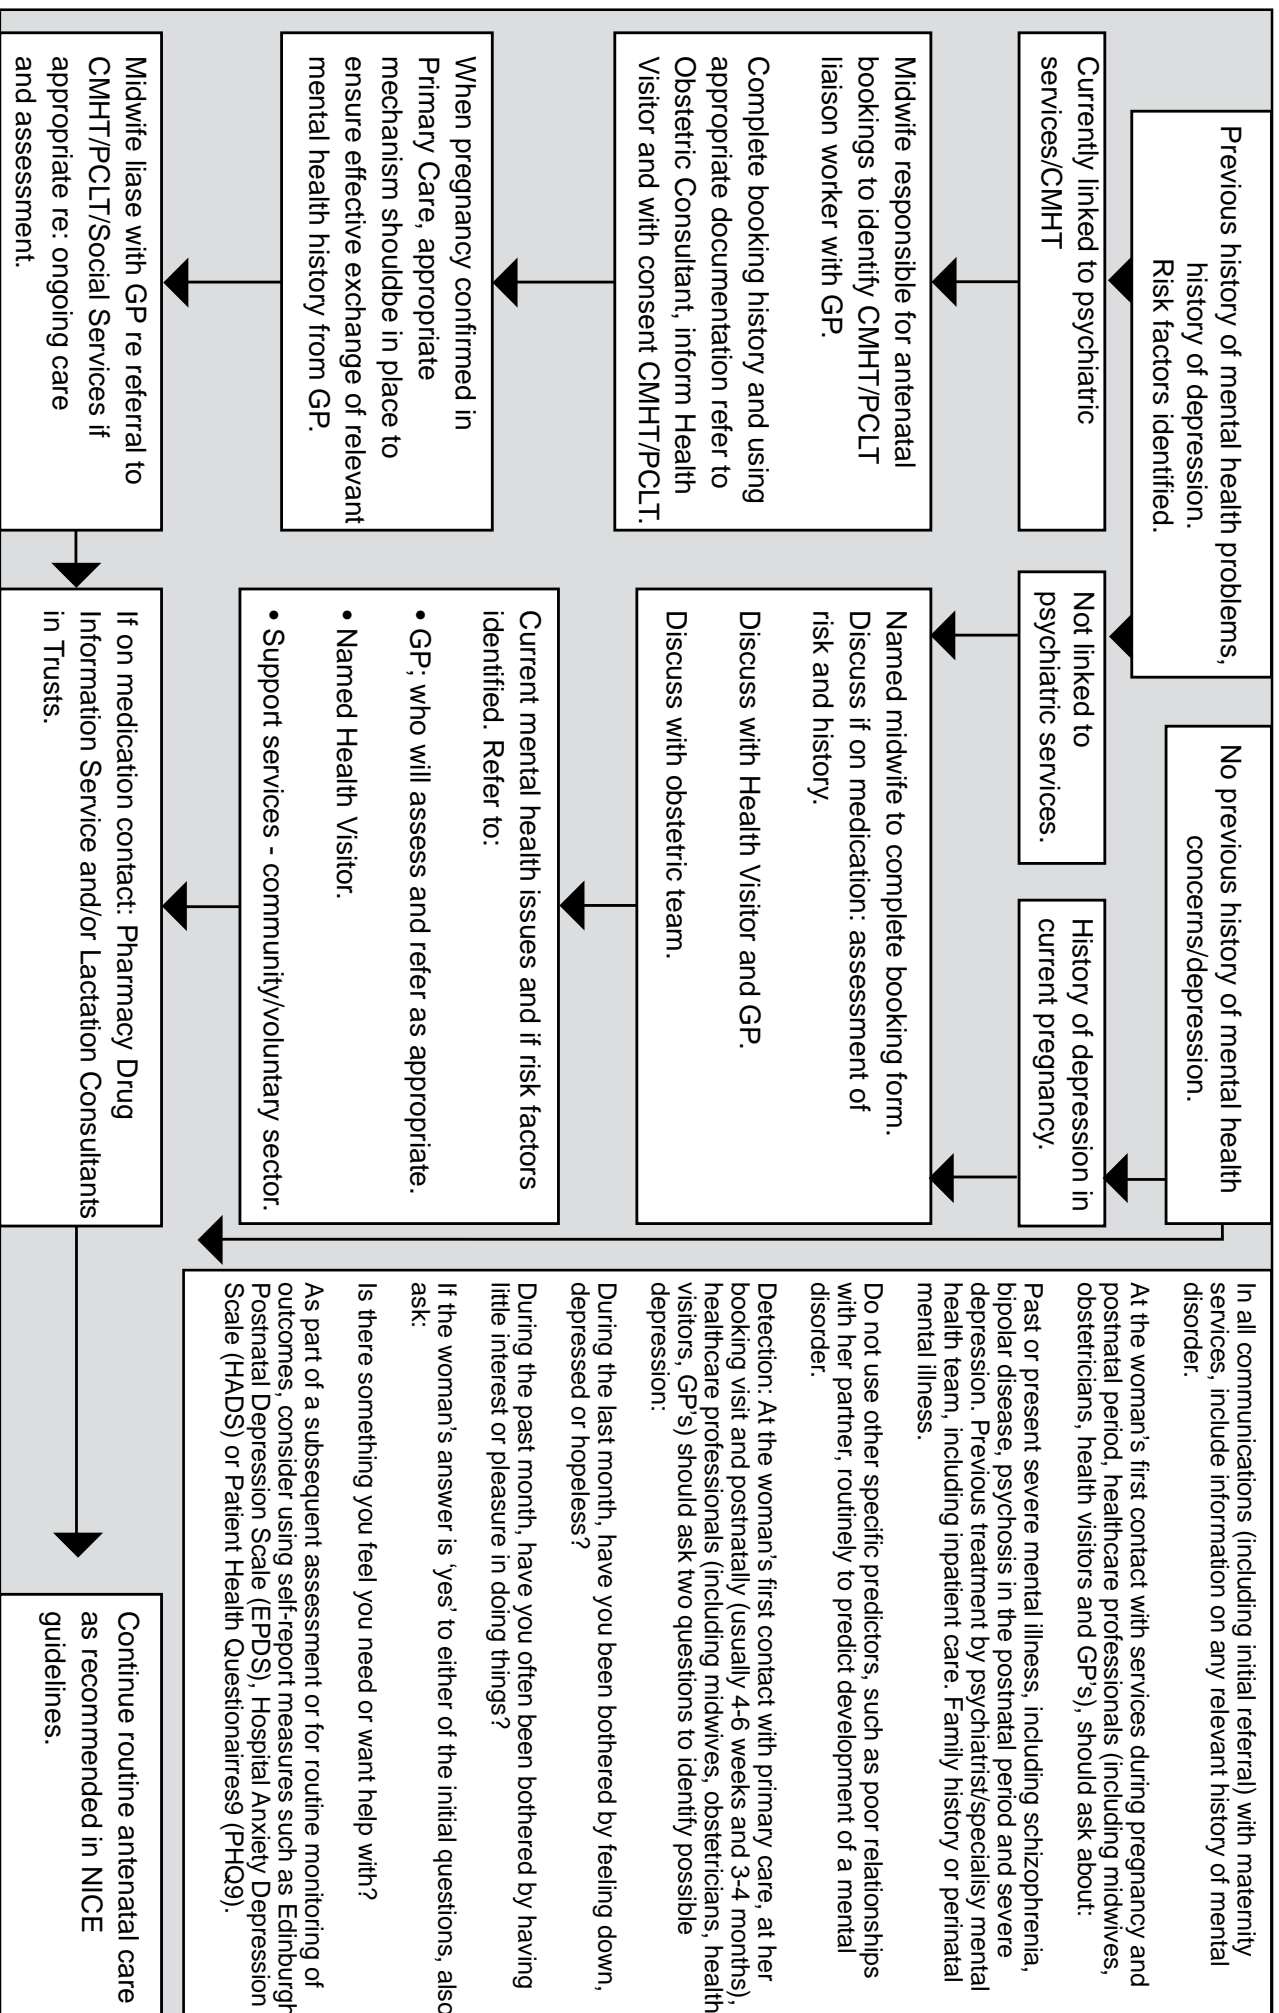 Previous history of mental health problems,
history of depression.
Risk factors identified.
No previous history of mental health
concerns/depression.
Currently linked to psychiatric
services/CMHT
Not linked to
psychiatric services.
History of depression in
current pregnancy.
Midwife responsible for antenatal
bookings to identify CMHT/PCLT
liaison worker with GP.
Complete booking history and using
appropriate documentation refer to
Obstetric Consultant, inform Health
Visitor and with consent CMHT/PCLT.
When pregnancy confirmed in
Primary Care, appropriate
mechanism shouldbe in place to
ensure effective exchange of relevant
mental health history from GP.
Midwife liase with GP re referral to
CMHT/PCLT/Social Services if
appropriate re: ongoing care
and assessment.
Named midwife to complete booking form.
Discuss if on medication: assessment of
risk and history.
Discuss with Health Visitor and GP.
Discuss with obstetric team.
Current mental health issues and if risk factors
identified. Refer to:
• GP; who will assess and refer as appropriate.
• Named Health Visitor.
• Support services - community/voluntary sector.
If on medication contact: Pharmacy Drug
Information Service and/or Lactation Consultants
in Trusts.
In all communications (including initial referral) with maternity
services, include information on any relevant history of mental
disorder.
At the woman's first contact with services during pregnancy and
postnatal period, healthcare professionals (including midwives,
obstetricians, health visitors and GP's), should ask about:
Past or present severe mental illness, including schizophrenia,
bipolar disease, psychosis in the postnatal period and severe
depression. Previous treatment by psychiatrist/specialisy mental
health team, including inpatient care. Family history or perinatal
mental illness.
Do not use other specific predictors, such as poor relationships
with her partner, routinely to predict development of a mental
disorder.
Detection: At the woman's first contact with primary care, at her
booking visit and postnatally (usually 4-6 weeks and 3-4 months),
healthcare professionals (including midwives, obstetricians, health
visitors, GP's) should ask two questions to identify possible
depression:
During the last month, have you been bothered by feeling down,
depressed or hopeless?
During the past month, have you often been bothered by having
little interest or pleasure in doing things?
If the woman's answer is ‘yes’ to either of the initial questions, also
ask:
Is there something you feel you need or want help with?
As part of a subsequent assessment or for routine monitoring of
outcomes, consider using self-report measures such as Edinburgh
Postnatal Depression Scale (EPDS), Hospital Anxiety Depression
Scale (HADS) or Patient Health Questionairres9 (PHQ9).
Continue routine antenatal care
as recommended in NICE
guidelines.